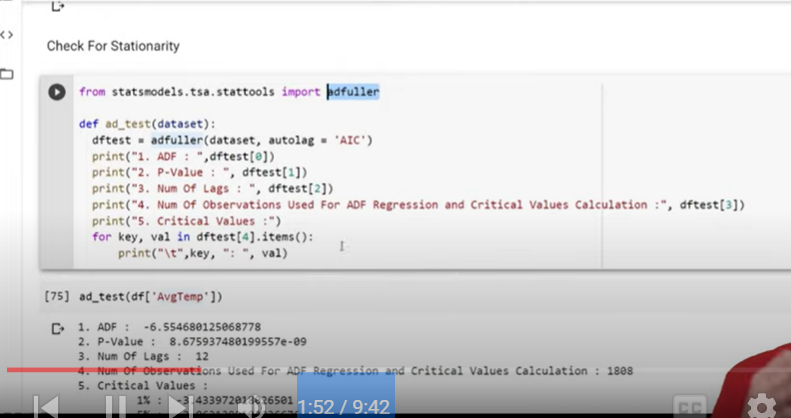 Check For Stationarity
from statsmodels.tsa.stattools import adfuller
def ad_test(dataset):
dftest = adfuller(dataset, autolag = 'AIC')
print("1. ADF : ",dftest[0])
print("2. P-Value : ", dftest[1])
print("3. Num Of Lags : ", dftest[2])
print("4. Num Of Observations Used For ADF Regression and Critical Values Calculation :", dftest[3])
print("5. Critical Values :")
for key, val in dftest[4].items():
print("\t",key, ": ", val)
[75] ad_test(df['AvgTemp'])
1. ADF : -6.554680125068778
2. P-Value : 8.675937480199557e-09
3. Num Of Lags : 12
4. Num Of Observations Used For ADF Regression and Critical Values Calculation : 1808
5. Critical Values :
1% :
1:52 / 9:42
CC